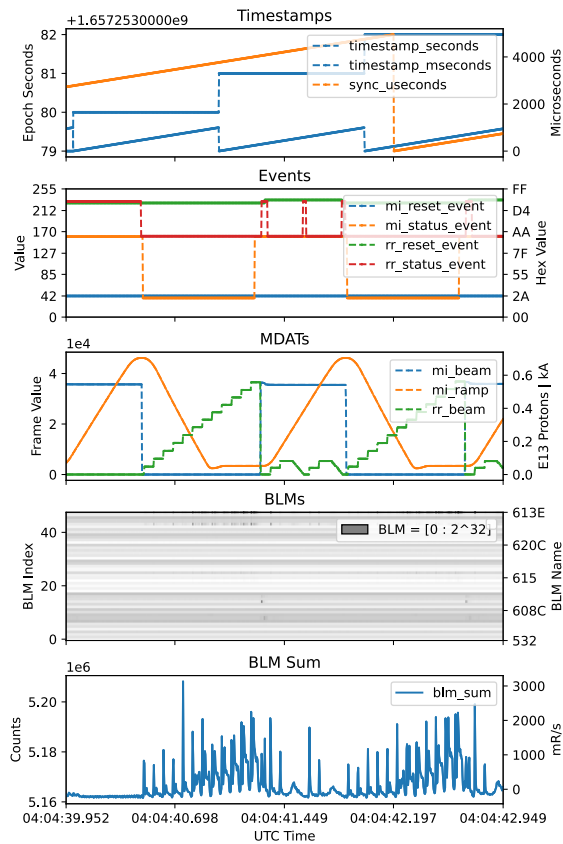 Timestamps
+1.6572530000e9
82
81
80
79
Epoch Seconds
timestamp_seconds
timestamp_mseconds
sync_useconds
4000
2000
0
Microseconds
Events
255
212
170
127
85
42
0
Value
mi_reset_event
mi_status_event
rr_reset_event
rr_status_event
FF
D4
AA
7F
55
2A
00
Hex Value
MDATs
1e4
4
2
0
Frame Value
mi_beam
mi_ramp
rr_beam
0.6
0.4
0.2
0.0
E13 Protons | kA
BLMs
40
20
0
BLM Index
BLM = [0 : 2^32]
613E
620C
615
608C
532
BLM Name
BLM Sum
1e6
5.20
5.18
5.16
Counts
blm_sum
3000
2000
1000
0
mR/s
04:04:39.952 04:04:40.698 04:04:41.449 04:04:42.197 04:04:42.949
UTC Time